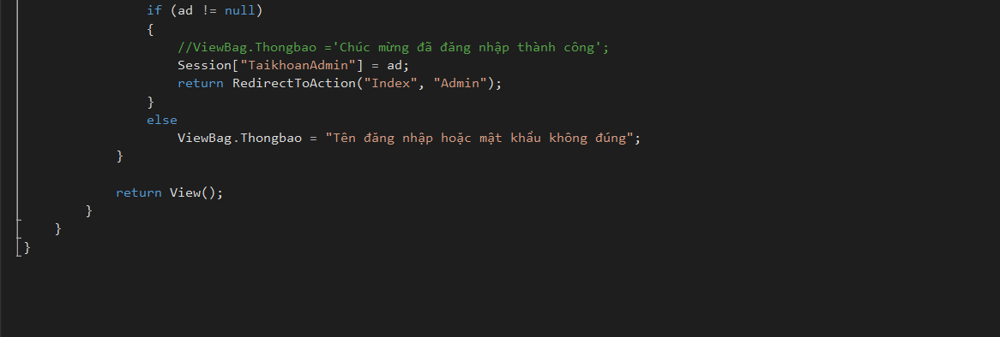 if (ad != null)
{
//ViewBag.Thongbao ='Chúc mừng đã đăng nhập thành công';
Session["TaikhoanAdmin"] = ad;
return RedirectToAction("Index", "Admin");
}
else
ViewBag.Thongbao = "Tên đăng nhập hoặc mật khẩu không đúng";
}
return View();
}
}
}